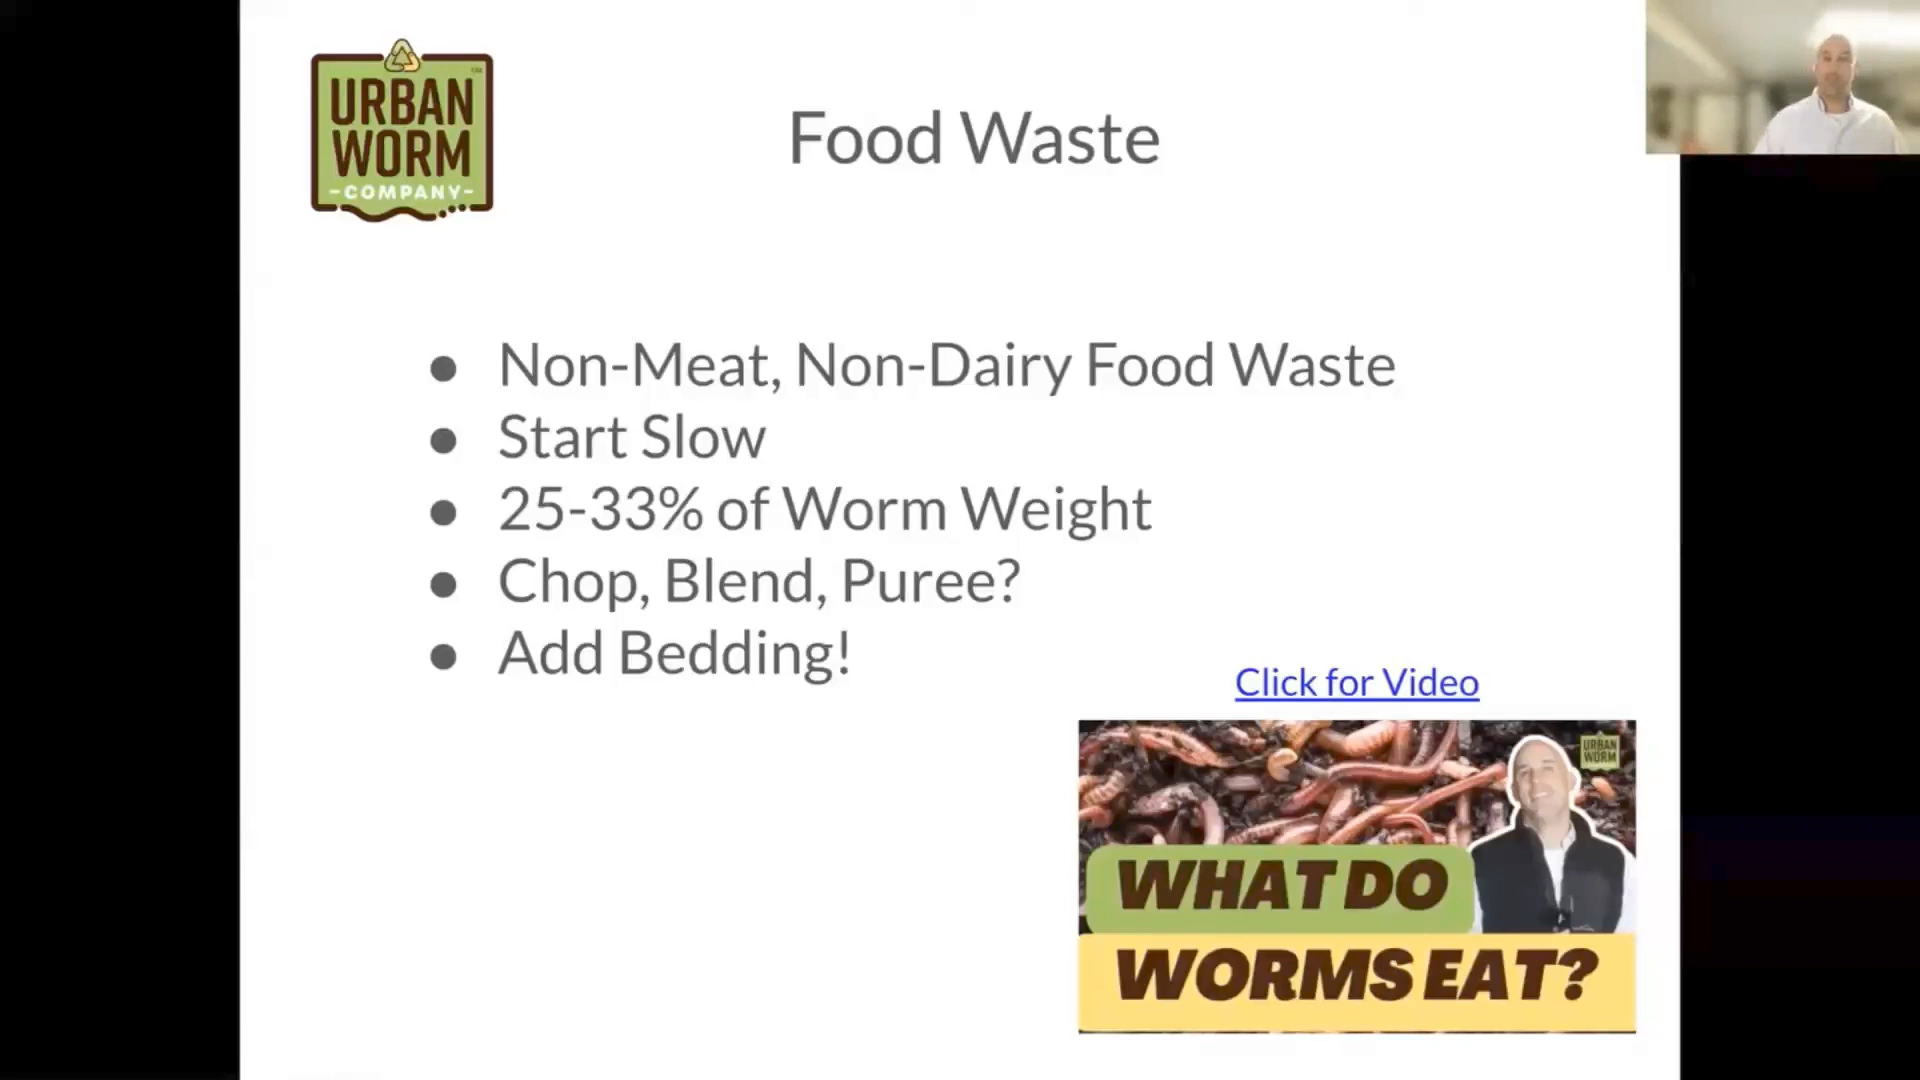 URBAN
WORM
-COMPANY-
TM
Food Waste
● Non-Meat, Non-Dairy Food Waste
● Start Slow
● 25-33% of Worm Weight
● Chop, Blend, Puree?
● Add Bedding!
Click for Video
URBAN
WORM
WHAT DO
WORMS EAT?